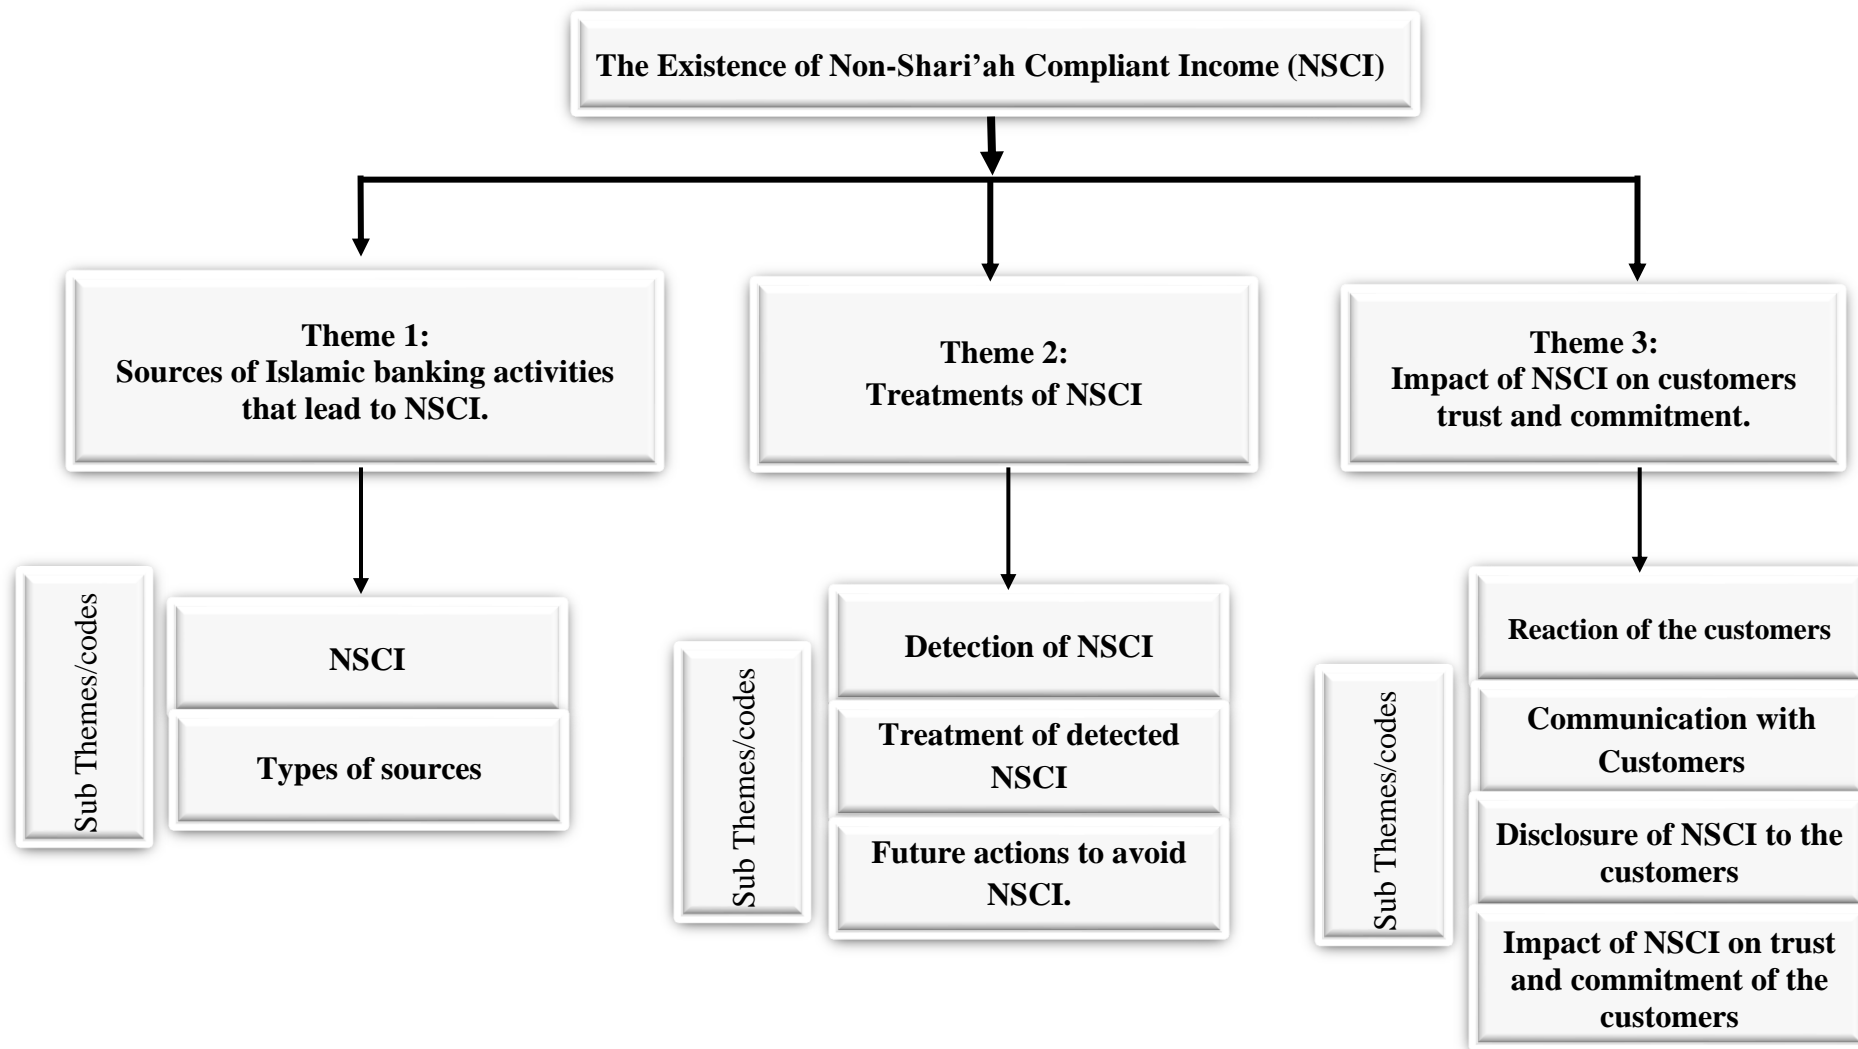 The Existence of Non-Shari’ah Compliant Income (NSCI)
Theme 1:
Sources of Islamic banking activities
that lead to NSCI.
Theme 2:
Treatments of NSCI
Theme 3:
Impact of NSCI on customers
trust and commitment.
Sub Themes/codes
NSCI
Types of sources
Sub Themes/codes
Detection of NSCI
Treatment of detected
NSCI
Future actions to avoid
NSCI.
Sub Themes/codes
Reaction of the customers
Communication with
Customers
Disclosure of NSCI to the
customers
Impact of NSCI on trust
and commitment of the
customers